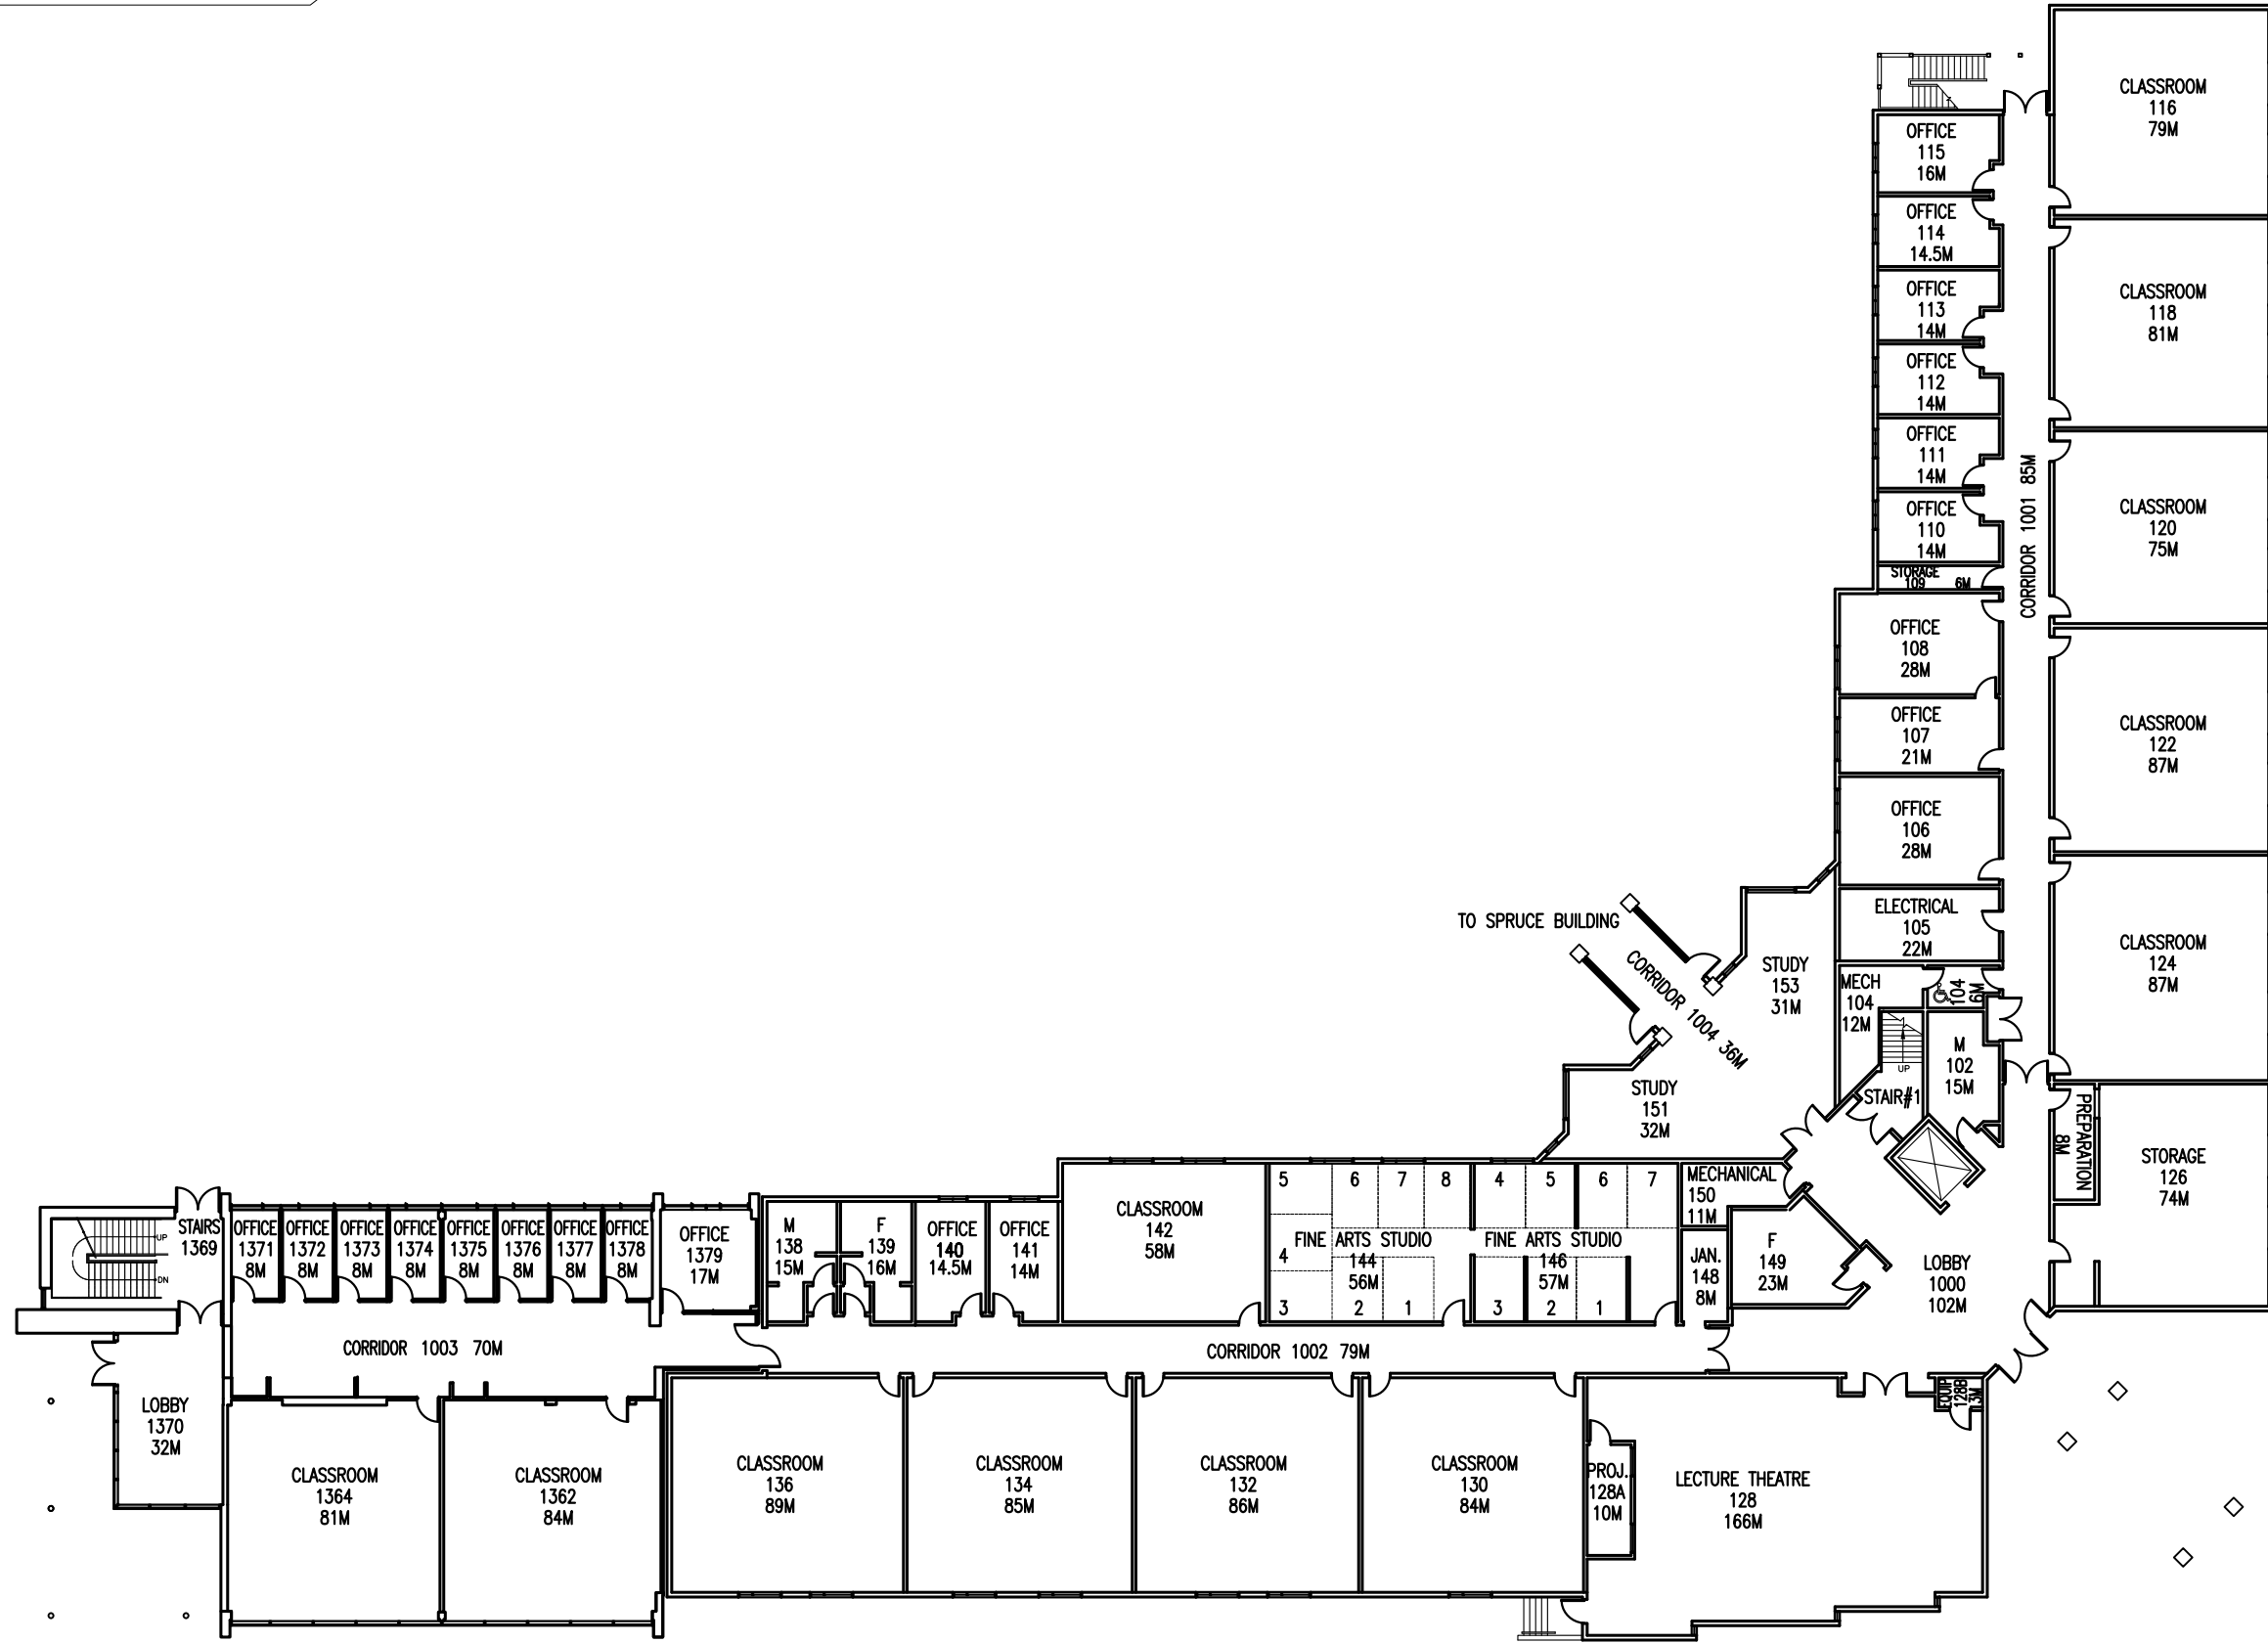 CLASSROOM
116
79M
OFFICE
115
16M
OFFICE
114
14.5M
CLASSROOM
118
81M
OFFICE
113
14M
OFFICE
112
14M
OFFICE
111
14M
CORRIDOR 1001 85M
CLASSROOM
120
75M
OFFICE
110
14M
STORAGE
109 6M
OFFICE
108
28M
OFFICE
107
21M
CLASSROOM
122
87M
OFFICE
106
28M
ELECTRICAL
105
22M
CLASSROOM
124
87M
TO SPRUCE BUILDING
CORRIDOR 1004 36M
STUDY
153
31M
MECH
104
12M
104
6M
UP
STAIR#1
M
102
15M
STUDY
151
32M
PREPARATION
8M
STORAGE
126
74M
MECHANICAL
150
11M
F
149
23M
JAN.
148
8M
LOBBY
1000
102M
CLASSROOM
142
58M
5
6
7
8
4
FINE ARTS STUDIO
144
56M
3
2
1
4
5
6
7
FINE ARTS STUDIO
146
57M
3
2
1
STAIRS
1369
UP
DN
OFFICE
1371
8M
OFFICE
1372
8M
OFFICE
1373
8M
OFFICE
1374
8M
OFFICE
1375
8M
OFFICE
1376
8M
OFFICE
1377
8M
OFFICE
1378
8M
OFFICE
1379
17M
M
138
15M
F
139
16M
OFFICE
140
14.5M
OFFICE
141
14M
CORRIDOR 1003 70M
CORRIDOR 1002 79M
LOBBY
1370
32M
CLASSROOM
1364
81M
CLASSROOM
1362
84M
CLASSROOM
136
89M
CLASSROOM
134
85M
CLASSROOM
132
86M
CLASSROOM
130
84M
PROJ.
128A
10M
LECTURE THEATRE
128
166M
EQUIP
128B
13M